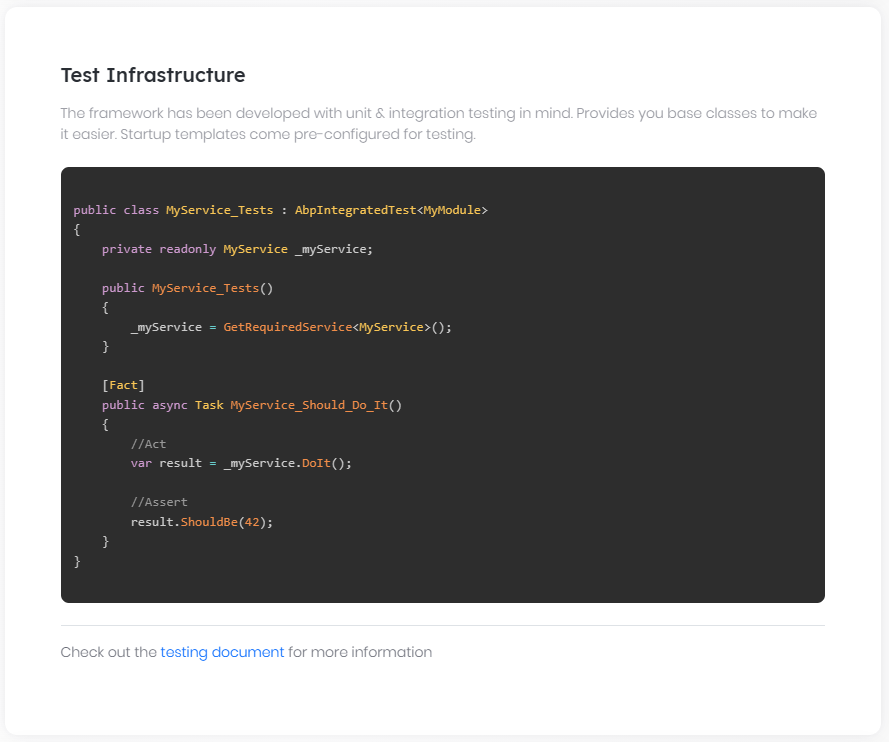 Test Infrastructure
The framework has been developed with unit & integration testing in mind. Provides you base classes to make
it easier. Startup templates come pre-configured for testing.
public class MyService_Tests : AbpIntegratedTest<MyModule>
{
    private readonly MyService _myService;

    public MyService_Tests()
    {
        _myService = GetRequiredService<MyService>();
    }

    [Fact]
    public async Task MyService_Should_Do_It()
    {
        //Act
        var result = _myService.DoIt();

        //Assert
        result.ShouldBe(42);
    }
}
Check out the testing document for more information